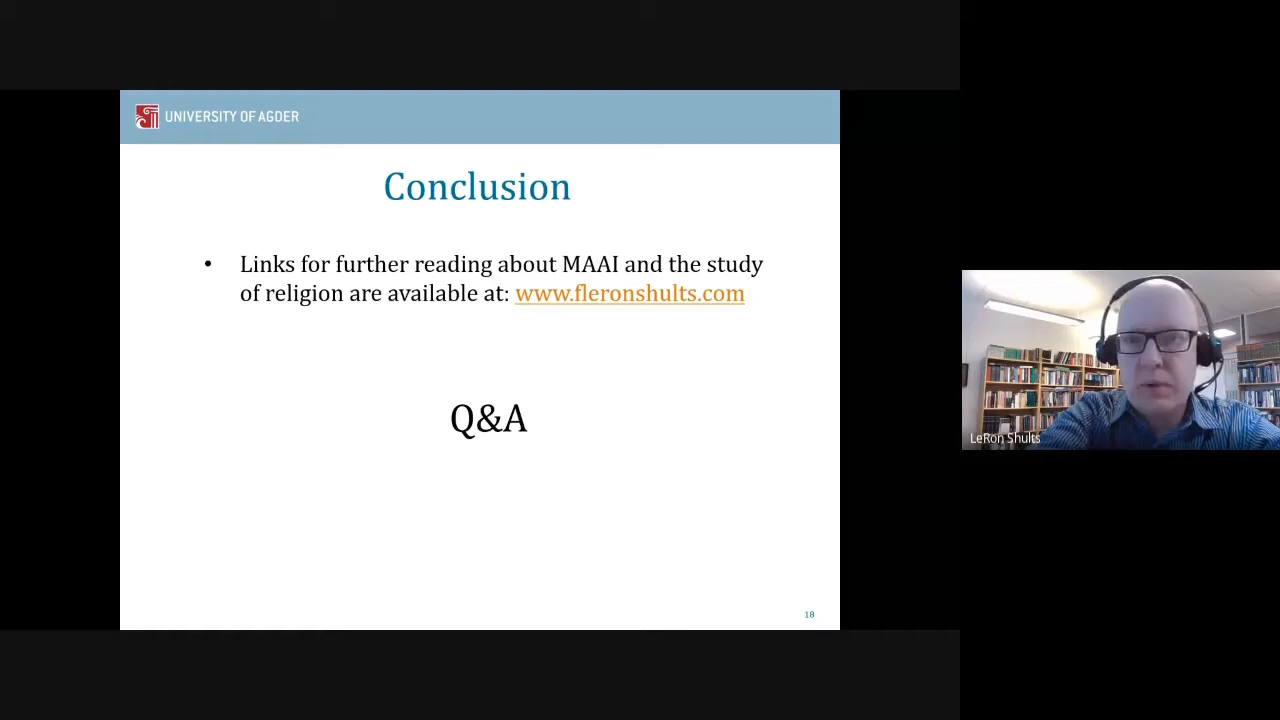 UNIVERSITY OF AGDER
Conclusion
• Links for further reading about MAAI and the study
of religion are available at: www.fleronshults.com
Q&A
18
LeRon Shults